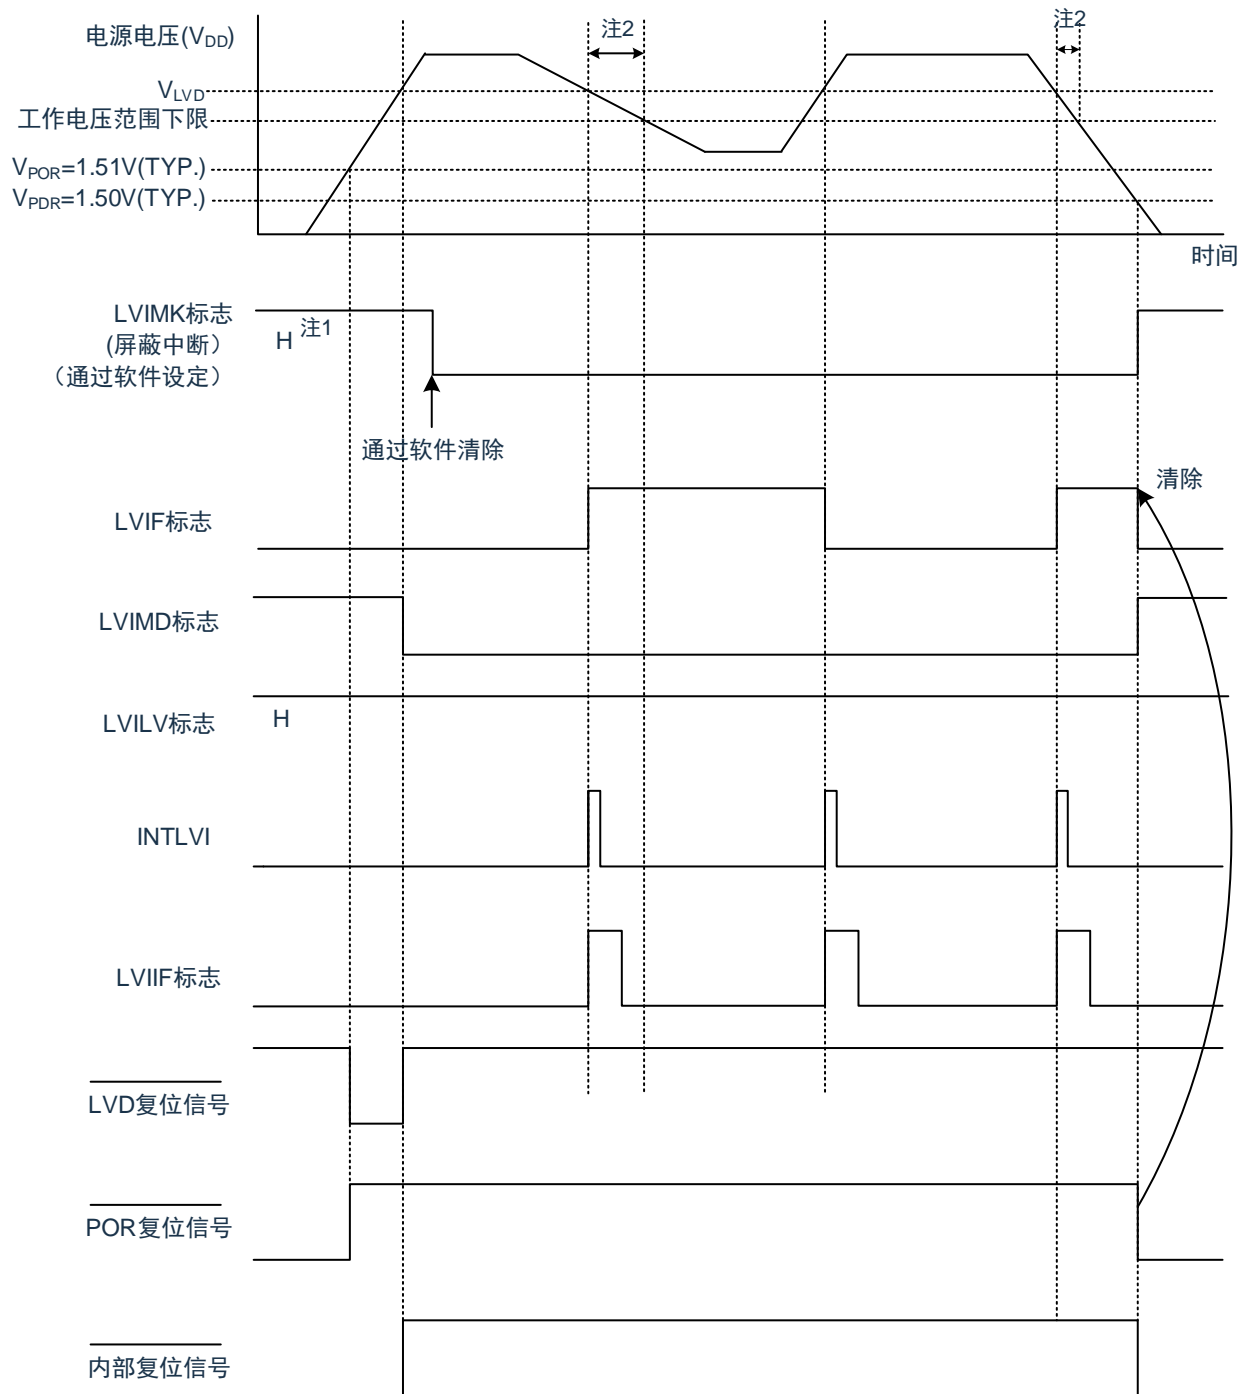 电源电压(VDD)
注2
注2
VLVD
工作电压范围下限
VPOR=1.51V(TYP.)
VPDR=1.50V(TYP.)
时间
LVIMK标志
(屏蔽中断）
（通过软件设定）
H 注1
通过软件清除
清除
LVIF标志
LVIMD标志
LVILV标志
H
INTLVI
LVIIF标志
LVD复位信号
POR复位信号
内部复位信号